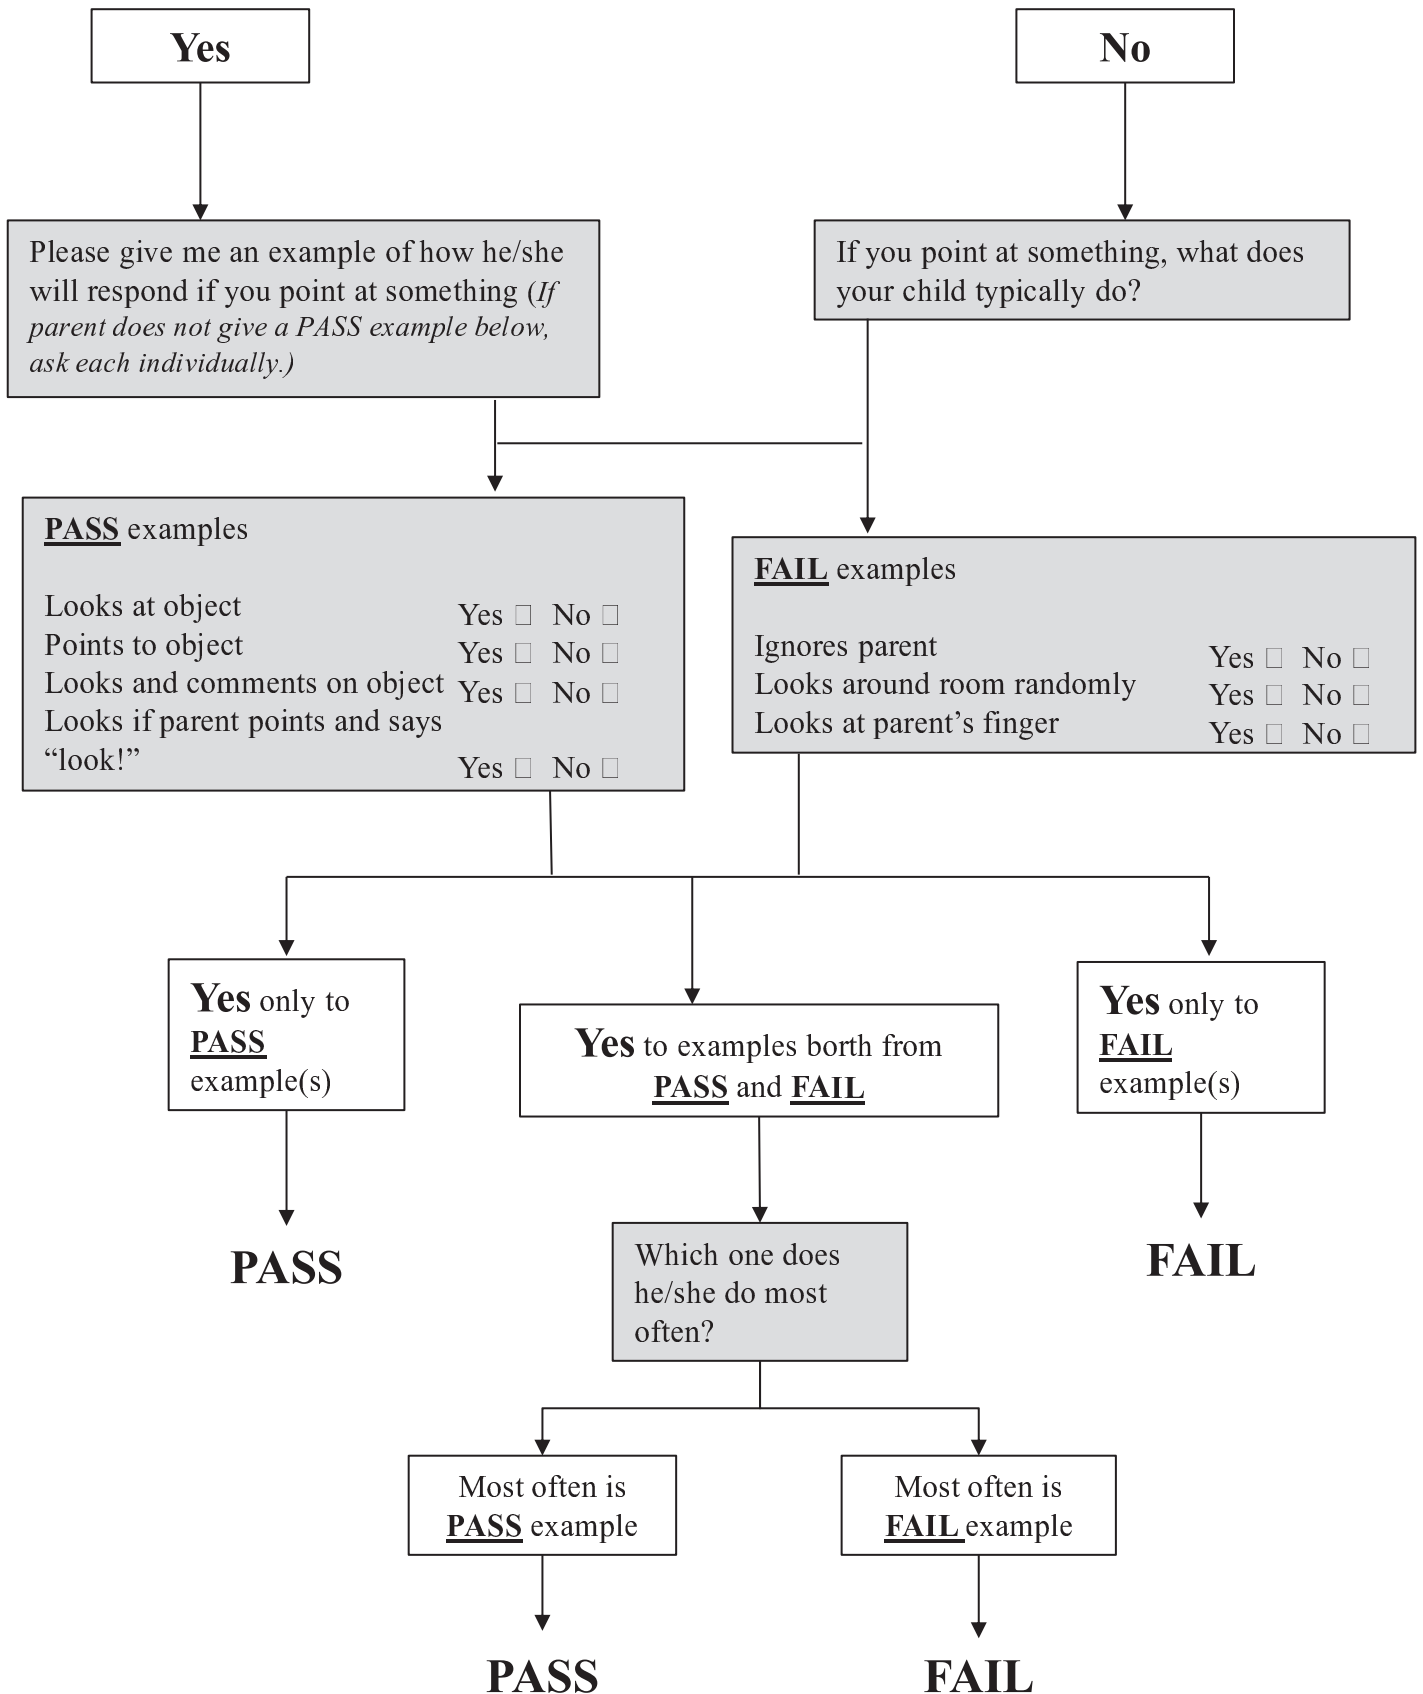 Yes
No
Please give me an example of how he/she
will respond if you point at something (If
parent does not give a PASS example below,
ask each individually.)
If you point at something, what does
your child typically do?
PASS examples
Looks at object Yes □ No □
Points to object Yes □ No □
Looks and comments on object Yes □ No □
Looks if parent points and says
“look!” Yes □ No □
FAIL examples
Ignores parent Yes □ No □
Looks around room randomly Yes □ No □
Looks at parent’s finger Yes □ No □
Yes only to
PASS
example(s)
Yes to examples borth from
PASS and FAIL
Yes only to
FAIL
example(s)
PASS
FAIL
Which one does
he/she do most
often?
Most often is
PASS example
Most often is
FAIL example
PASS
FAIL